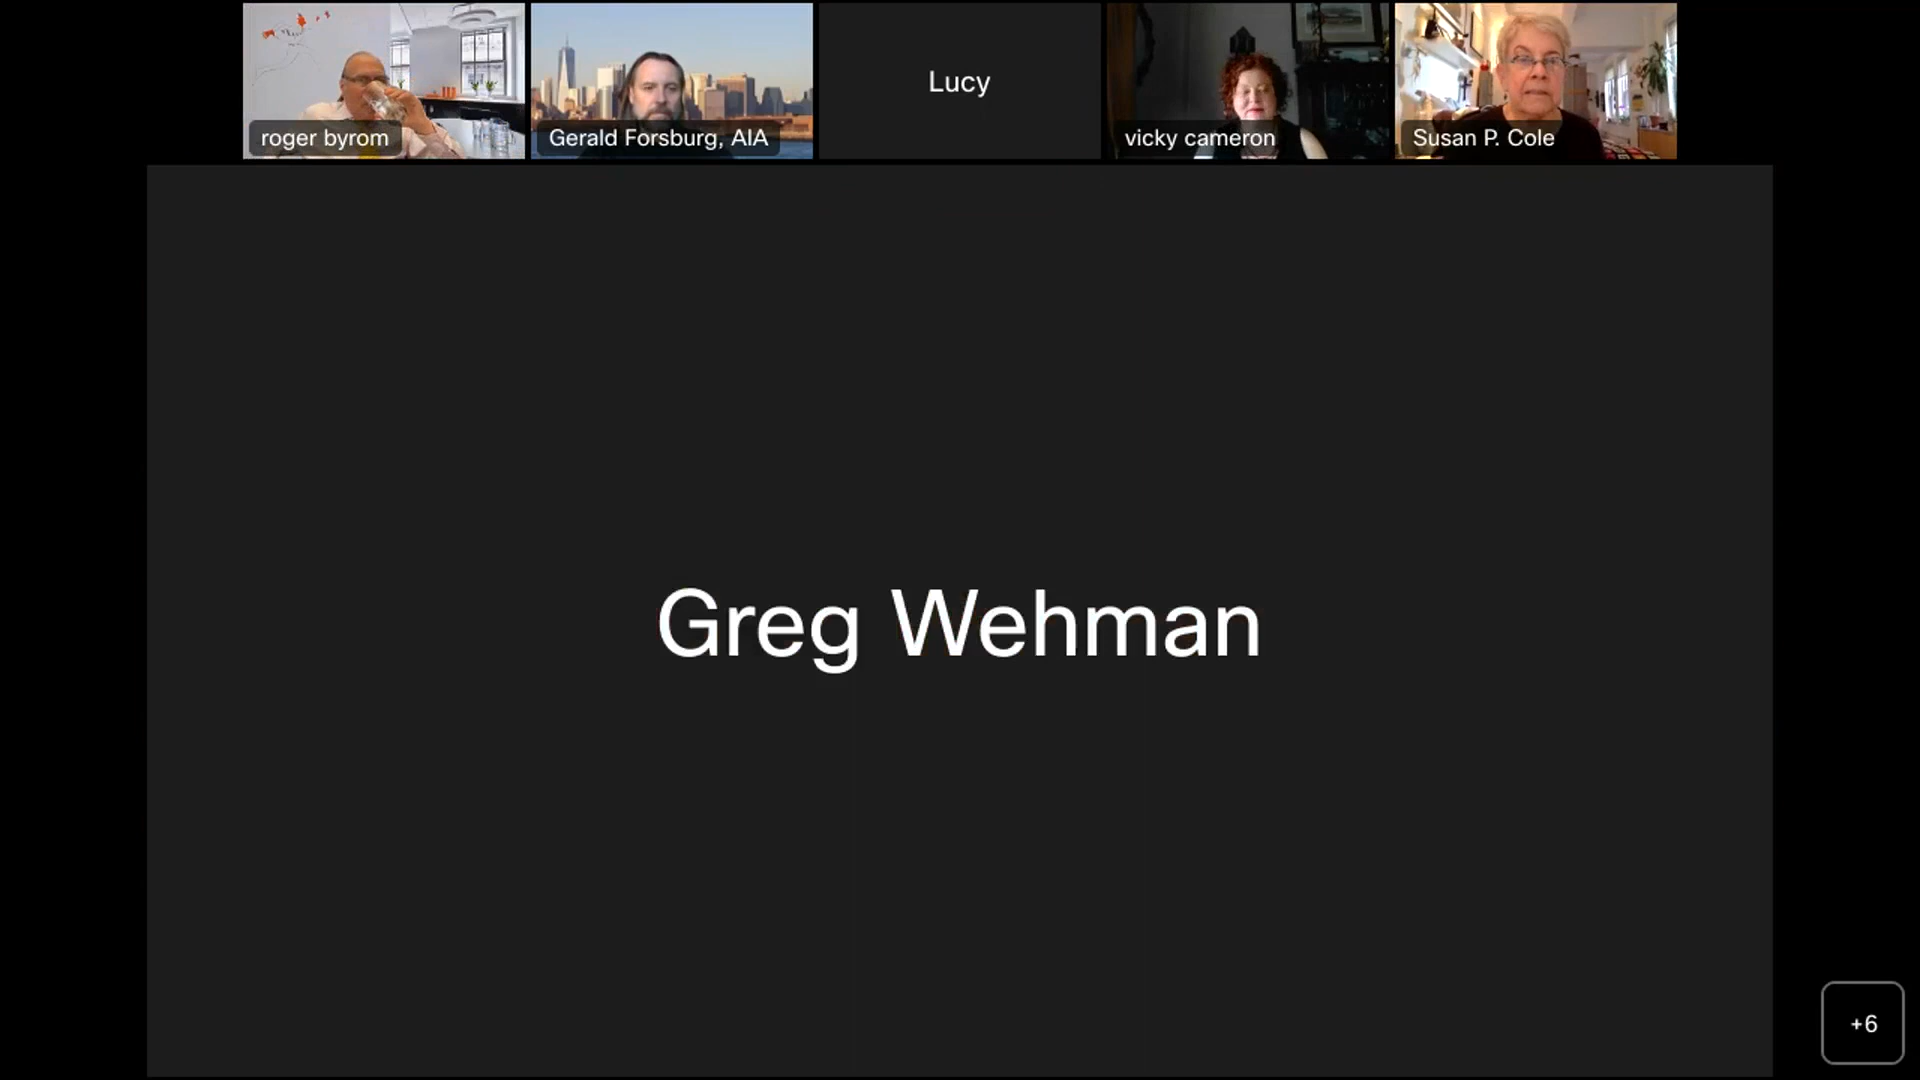 roger byrom
Gerald Forsburg, AIA
Lucy
vicky cameron
Susan P. Cole
Greg Wehman
+6